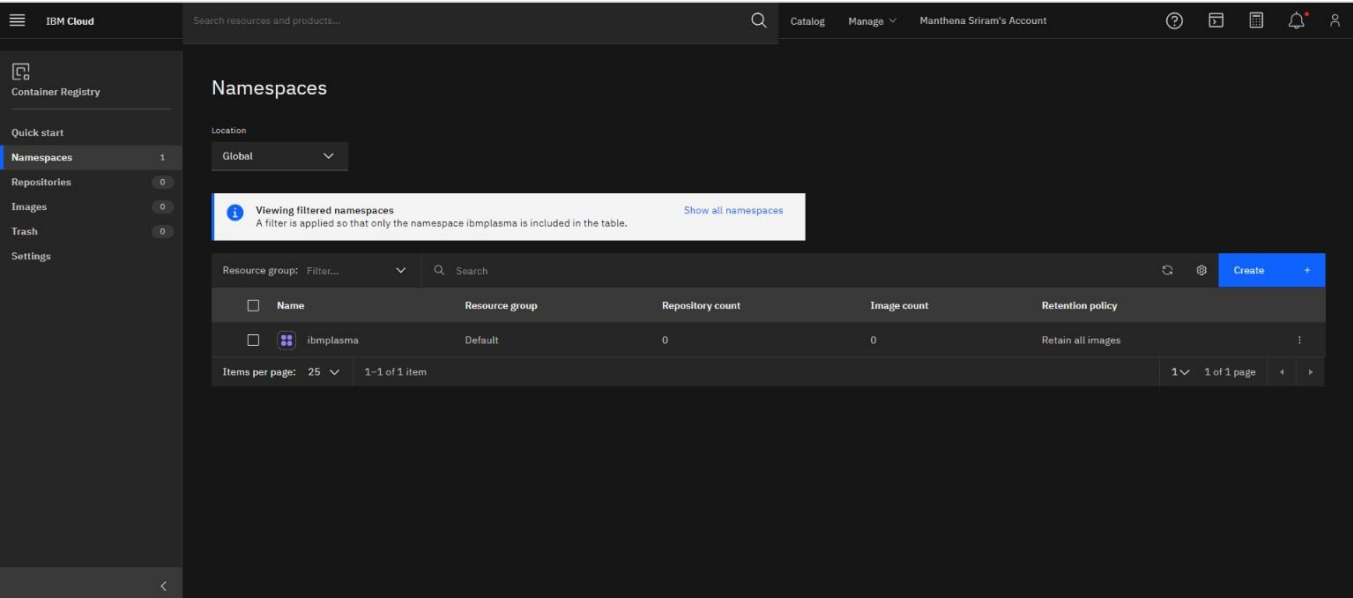 IBM Cloud
Search resources and products...
Catalog
Manage
Manthena Sriram's Account
Container Registry
Quick start
Namespaces 1
Repositories 0
Images 0
Trash 0
Settings
Namespaces
Location
Global
Viewing filtered namespaces
Show all namespaces
A filter is applied so that only the namespace ibmplasma is included in the table.
Resource group: Filter...
Search
Create +
Name Resource group Repository count Image count Retention policy
ibmplasma Default 0 0 Retain all images
Items per page: 25 1–1 of 1 item
1 1 of 1 page